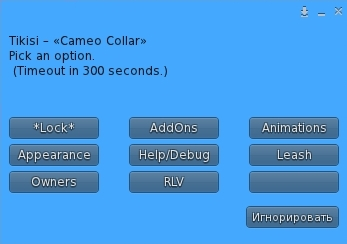 Tikisi – «Cameo Collar»
Pick an option.
(Timeout in 300 seconds.)
*Lock* AddOns Animations
Appearance Help/Debug Leash
Owners RLV
Игнорировать